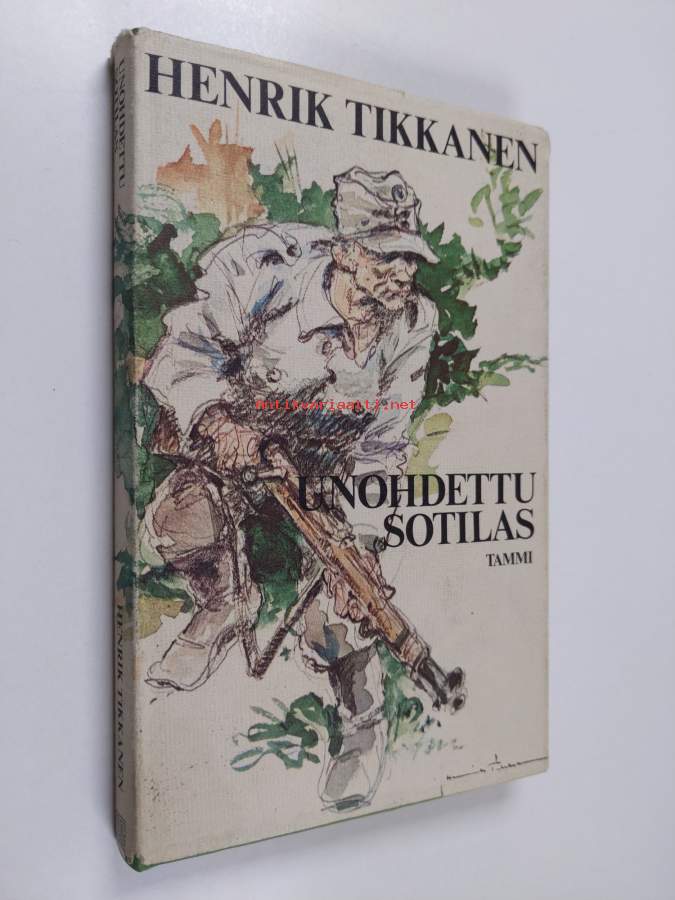 HENRIK TIKKANEN
UNOHDETTU
SOTILAS
TAMMI
UNOHDETTU
SOTILAS
HENRIK TIKKANEN
Antikvariaatti.net